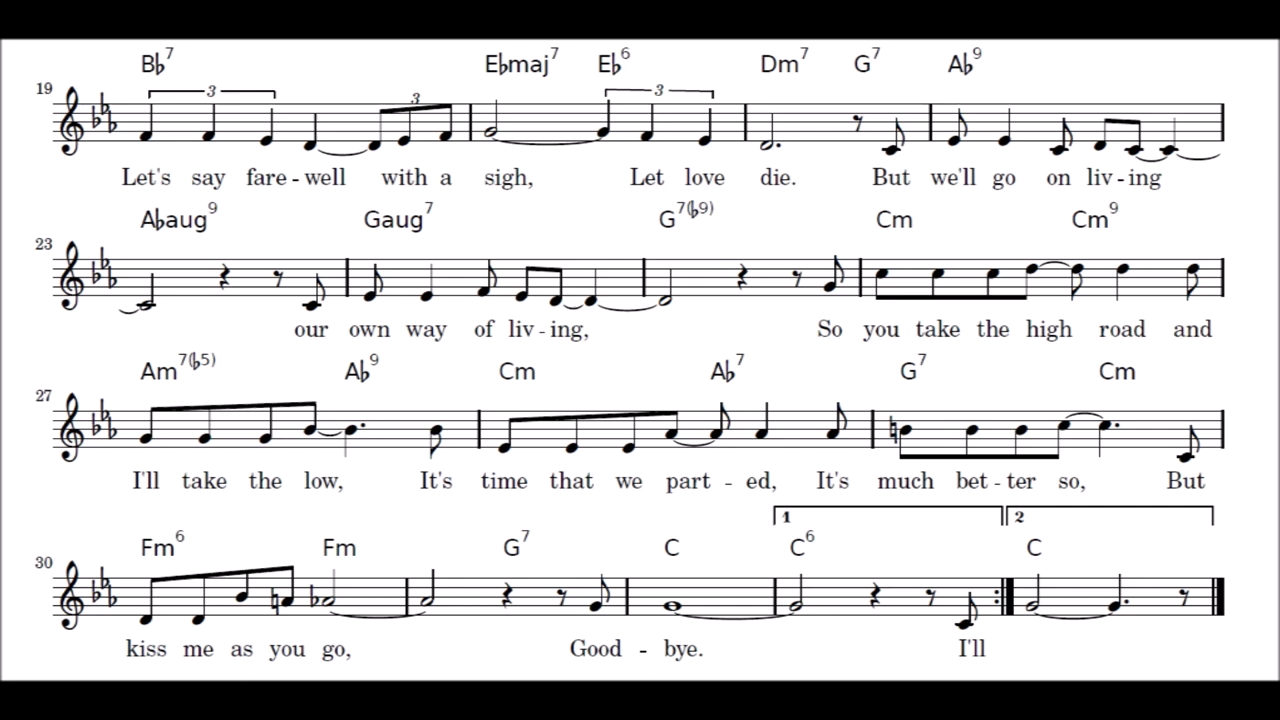 B♭7 E♭maj7 E♭6 Dm7 G7 A♭9
19 3 3 3
Let's say fare - well with a sigh, Let love die. But we'll go on liv - ing
A♭aug9 Gaug7 G7(♭9) Cm Cm9
23
our own way of liv - ing, So you take the high road and
Am7(♭5) A♭9 Cm A♭7 G7 Cm
27
I'll take the low, It's time that we part - ed, It's much bet - ter so, But
1 2
Fm6 Fm G7 C C6 C
30
kiss me as you go, Good - bye. I'll